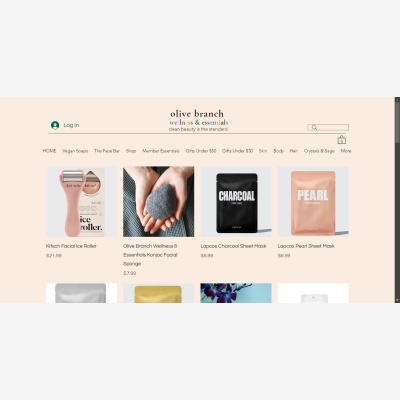 olive branch
wellness & essentials
clean beauty is the standard
Log In
0
HOME Vegan Soaps The Face Bar Shop Member Essentials Gifts Under $50 Gifts Under $30 Skin Body Hair Crystals & Sage More
ice
roller.
CHARCOAL
PEARL
Kitsch Facial Ice Roller
$21.99
Olive Branch Wellness &
Essentials Konjac Facial
Sponge
$7.99
Lapcos Charcoal Sheet Mask
$6.99
Lapcos Pearl Sheet Mask
$6.99